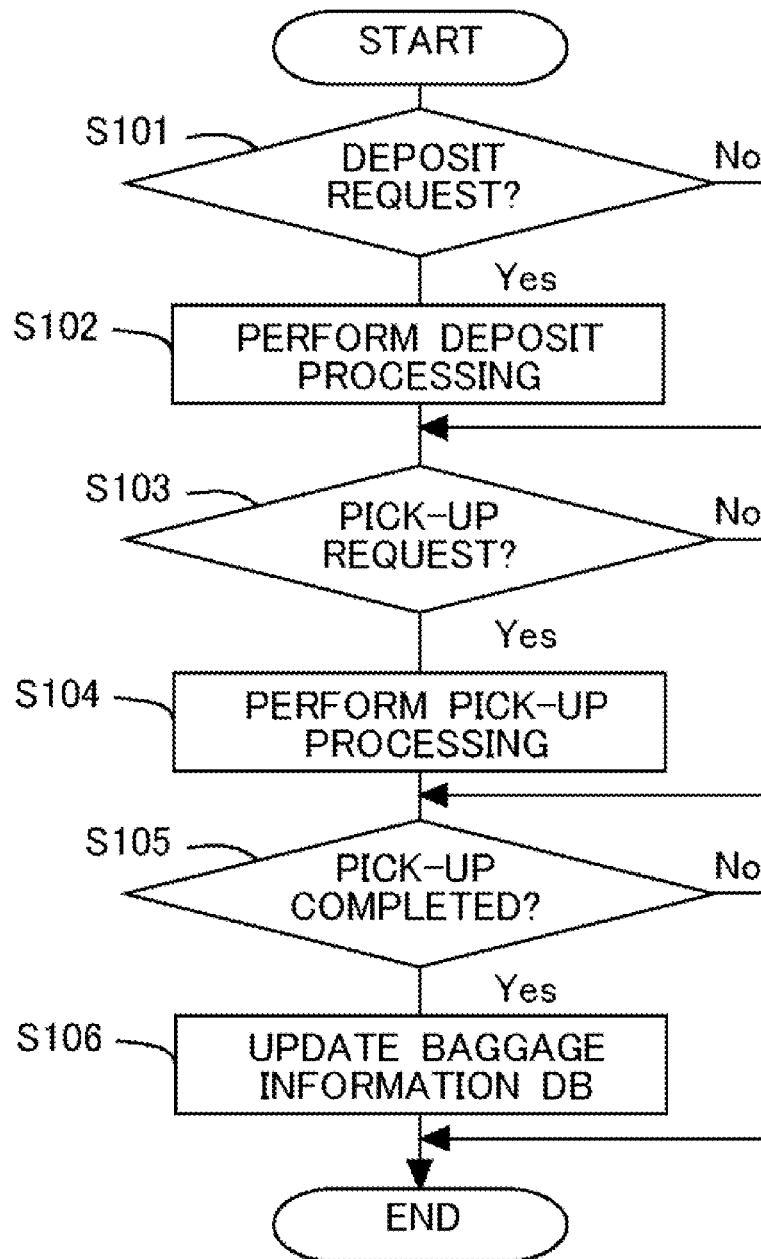 START
S101
DEPOSIT
REQUEST?
No
Yes
S102
PERFORM DEPOSIT
PROCESSING
S103
PICK-UP
REQUEST?
No
Yes
S104
PERFORM PICK-UP
PROCESSING
S105
PICK-UP
COMPLETED?
No
Yes
S106
UPDATE BAGGAGE
INFORMATION DB
END